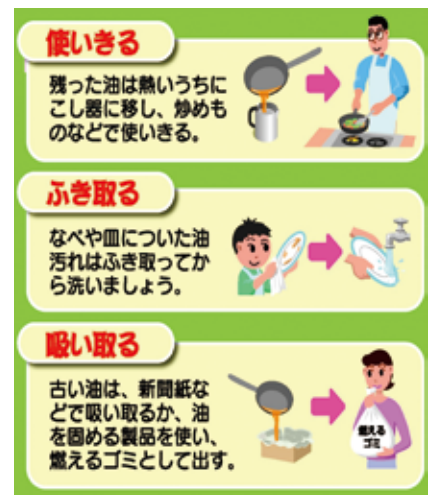 使いきる
残った油は熱いうちに
こし器に移し、炒めも
のなどで使いきる。
ふき取る
なべや皿についた油
汚れはふき取ってか
ら洗いましょう。
吸い取る
古い油は、新聞紙な
どで吸い取るか、油
を固める製品を使い、
燃えるゴミとして出す。
燃える
ゴミ